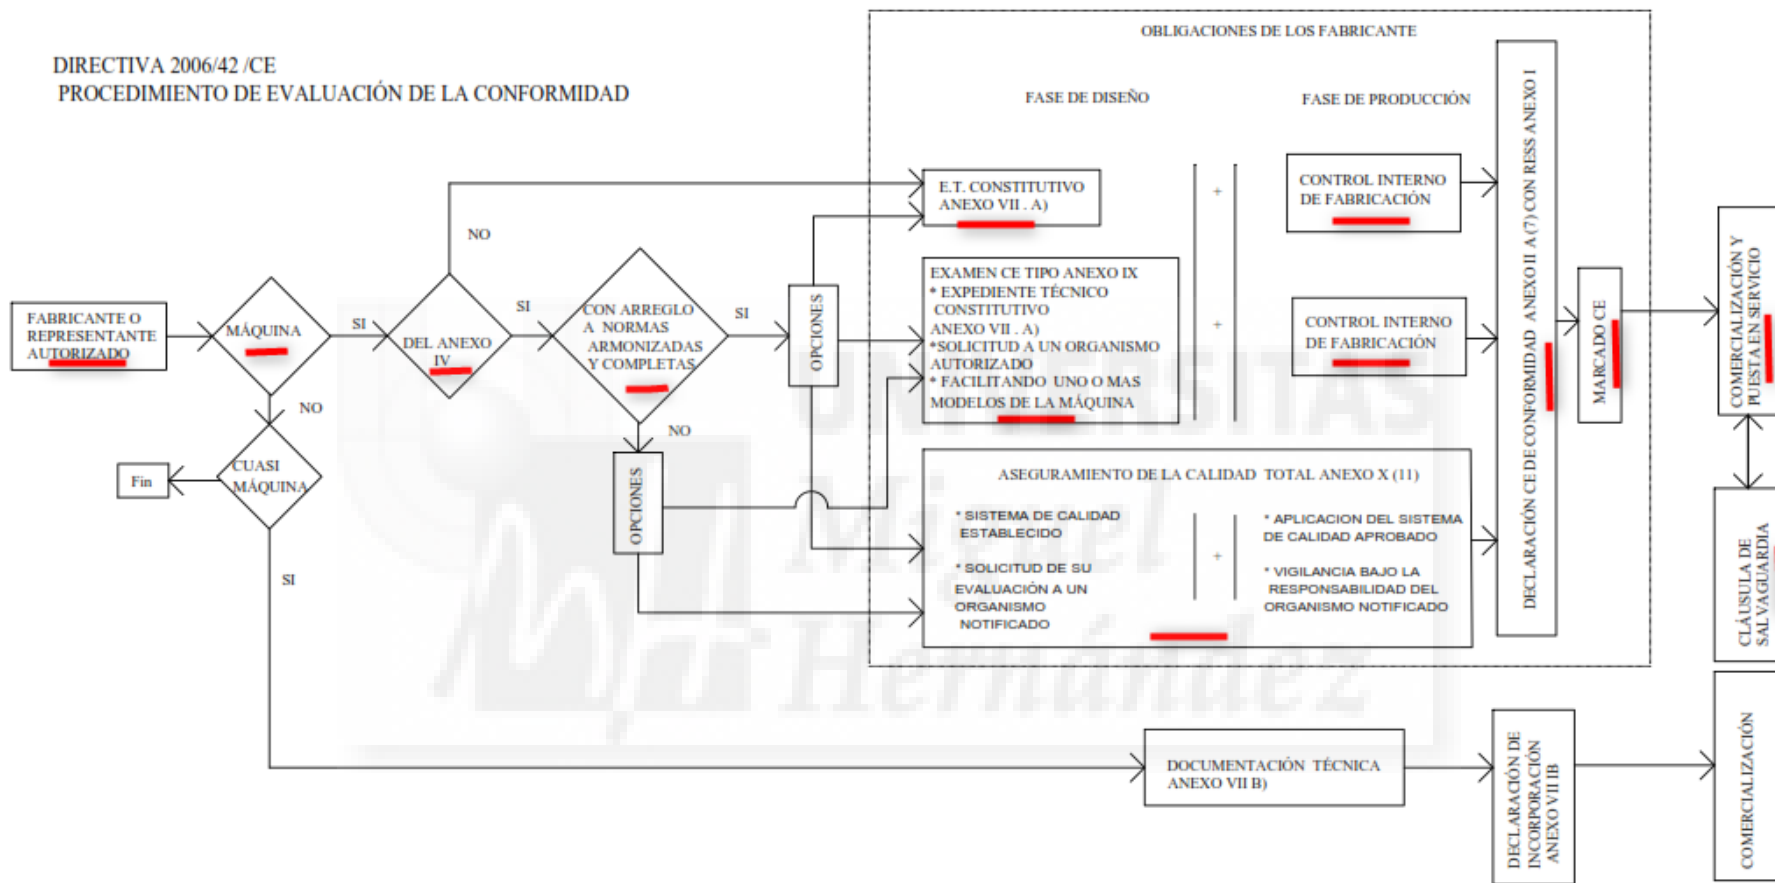 DIRECTIVA 2006/42 /CE
PROCEDIMIENTO DE EVALUACIÓN DE LA CONFORMIDAD
OBLIGACIONES DE LOS FABRICANTE
FASE DE DISEÑO
FASE DE PRODUCCIÓN
FABRICANTE O
REPRESENTANTE
AUTORIZADO
MÁQUINA
SI
NO
CUASI
MÁQUINA
Fin
SI
DEL ANEXO
IV
NO
SI
CON ARREGLO
A NORMAS
ARMONIZADAS
Y COMPLETAS
SI
NO
OPCIONES
OPCIONES
E.T. CONSTITUTIVO
ANEXO VII . A)
+
CONTROL INTERNO
DE FABRICACIÓN
EXAMEN CE TIPO ANEXO IX
* EXPEDIENTE TÉCNICO
CONSTITUTIVO
ANEXO VII . A)
*SOLICITUD A UN ORGANISMO
AUTORIZADO
* FACILITANDO UNO O MAS
MODELOS DE LA MÁQUINA
+
CONTROL INTERNO
DE FABRICACIÓN
ASEGURAMIENTO DE LA CALIDAD TOTAL ANEXO X (11)
* SISTEMA DE CALIDAD
ESTABLECIDO
* SOLICITUD DE SU
EVALUACIÓN A UN
ORGANISMO
NOTIFICADO
+
* APLICACION DEL SISTEMA
DE CALIDAD APROBADO
* VIGILANCIA BAJO LA
RESPONSABILIDAD DEL
ORGANISMO NOTIFICADO
DECLARACIÓN CE DE CONFORMIDAD ANEXO II A (7) CON RESS ANEXO I
MARCADO CE
COMERCIALIZACIÓN Y
PUESTA EN SERVICIO
CLÁUSULA DE
SALVAGUARDIA
DOCUMENTACIÓN TÉCNICA
ANEXO VII B)
DECLARACIÓN DE
INCORPORACIÓN
ANEXO VII IB
COMERCIALIZACIÓN
UNIVERSITAS
Miguel
Hernández